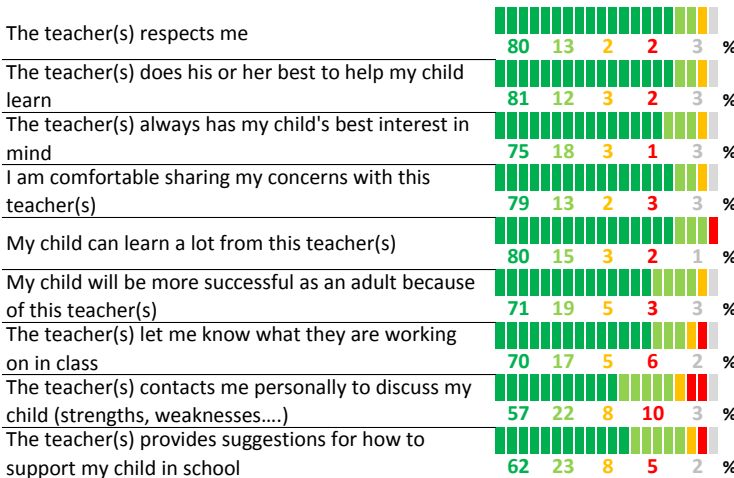 The teacher(s) respects me
80 13 2 2 3 %
The teacher(s) does his or her best to help my child
learn
81 12 3 2 3 %
The teacher(s) always has my child's best interest in
mind
75 18 3 1 3 %
I am comfortable sharing my concerns with this
teacher(s)
79 13 2 3 3 %
My child can learn a lot from this teacher(s)
80 15 3 2 1 %
My child will be more successful as an adult because
of this teacher(s)
71 19 5 3 3 %
The teacher(s) let me know what they are working
on in class
70 17 5 6 2 %
The teacher(s) contacts me personally to discuss my
child (strengths, weaknesses....)
57 22 8 10 3 %
The teacher(s) provides suggestions for how to
support my child in school
62 23 8 5 2 %